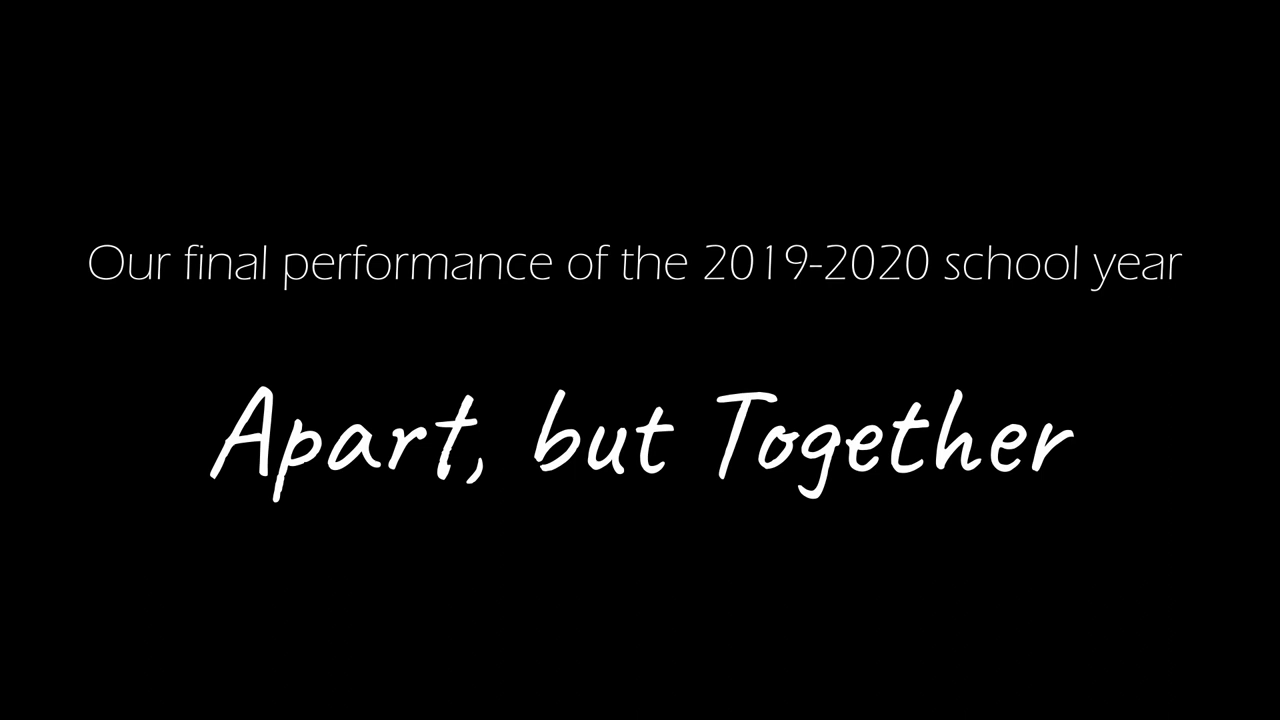 Our final performance of the 2019-2020 school year
Apart, but Together